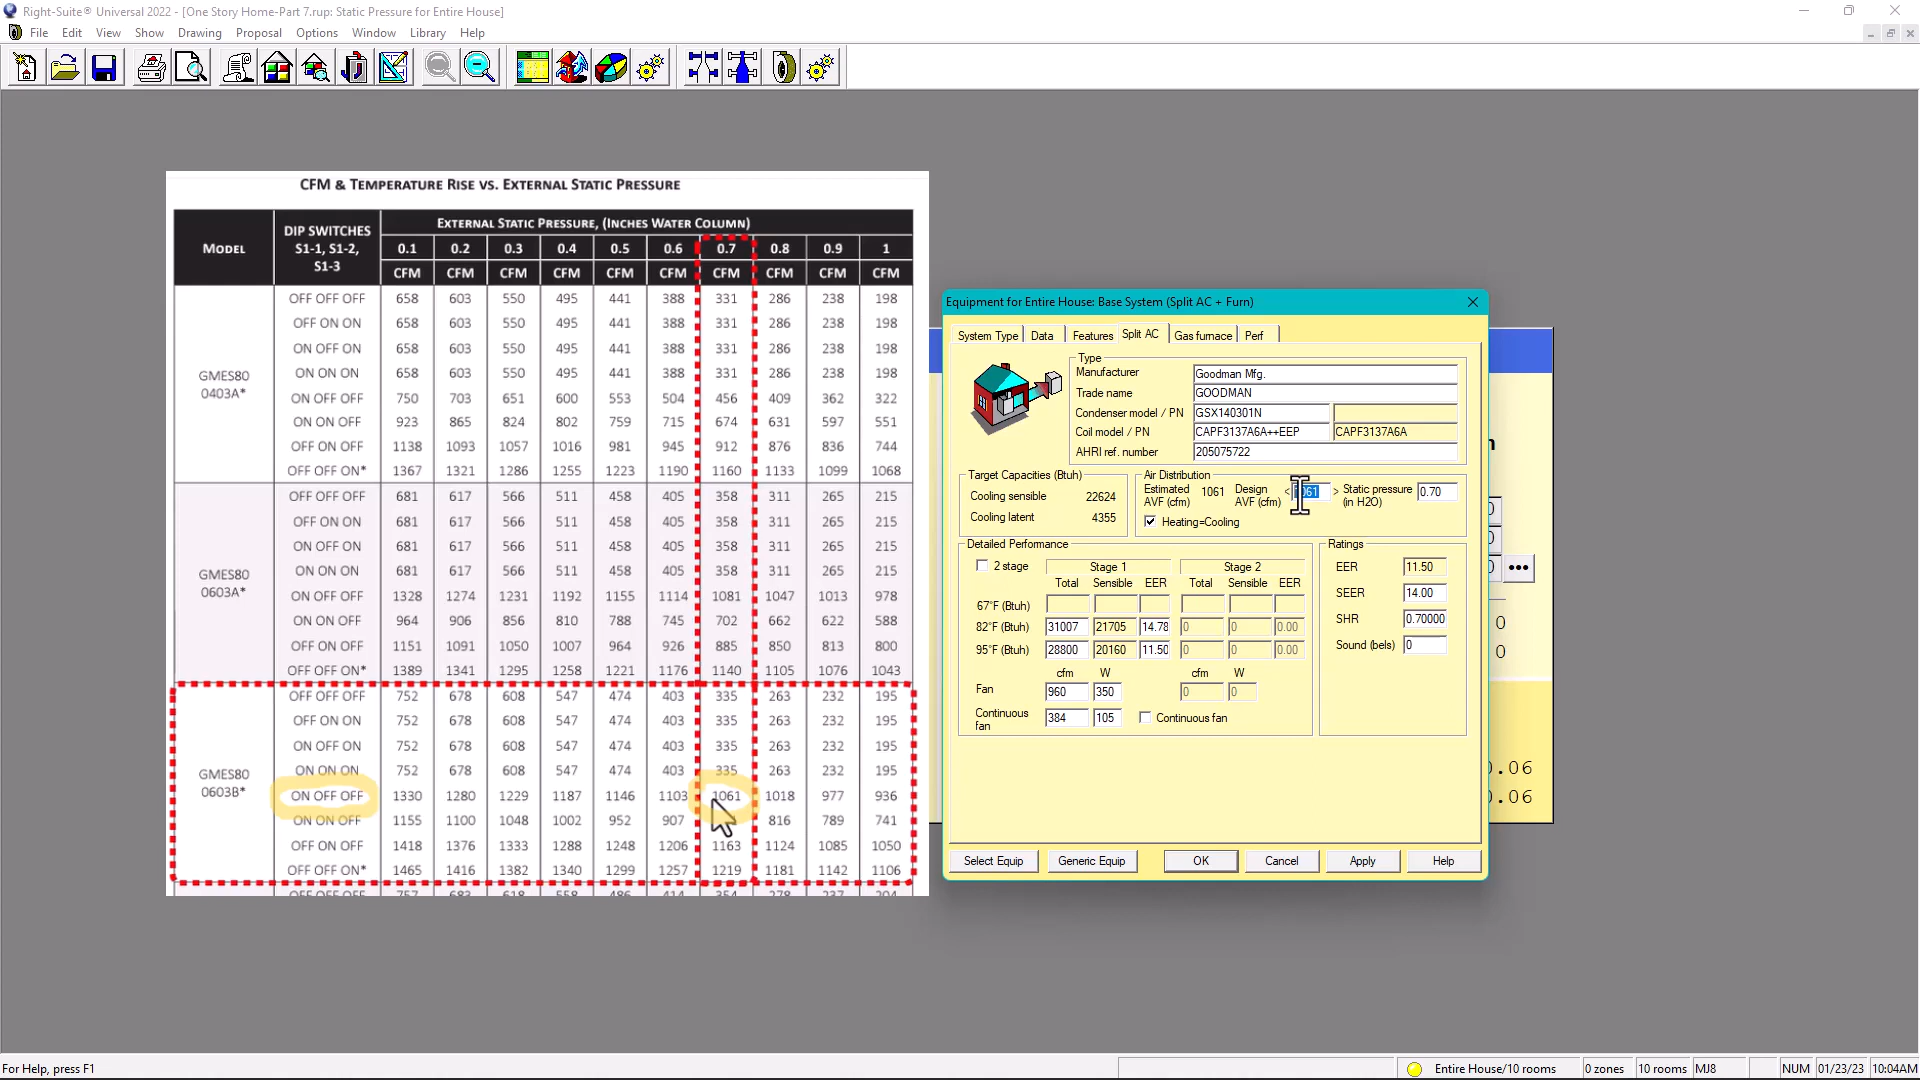 Right-Suite® Universal 2022 - [One Story Home-Part 7.rup: Static Pressure for Entire House]
File Edit View Show Drawing Proposal Options Window Library Help
CFM & TEMPERATURE RISE VS. EXTERNAL STATIC PRESSURE
MODEL
DIP SWITCHES S1-1, S1-2, S1-3
EXTERNAL STATIC PRESSURE, (INCHES WATER COLUMN)
0.1 0.2 0.3 0.4 0.5 0.6 0.7 0.8 0.9 1
CFM CFM CFM CFM CFM CFM CFM CFM CFM CFM
GMES80 0403A*
OFF OFF OFF 658 603 550 495 441 388 331 286 238 198
OFF ON ON 658 603 550 495 441 388 331 286 238 198
ON OFF ON 658 603 550 495 441 388 331 286 238 198
ON ON ON 658 603 550 495 441 388 331 286 238 198
ON OFF OFF 750 703 651 600 553 504 456 409 362 322
ON ON OFF 923 865 824 802 759 715 674 631 597 551
OFF ON OFF 1138 1093 1057 1016 981 945 912 876 836 744
OFF OFF ON* 1367 1321 1286 1255 1223 1190 1160 1133 1099 1068
GMES80 0603A*
OFF OFF OFF 681 617 566 511 458 405 358 311 265 215
OFF ON ON 681 617 566 511 458 405 358 311 265 215
ON OFF ON 681 617 566 511 458 405 358 311 265 215
ON ON ON 681 617 566 511 458 405 358 311 265 215
ON OFF OFF 1328 1274 1231 1192 1155 1114 1081 1047 1013 978
ON ON OFF 964 906 856 810 788 745 702 662 622 588
OFF ON OFF 1151 1091 1050 1007 964 926 885 850 813 800
OFF OFF ON* 1389 1341 1295 1258 1221 1176 1140 1105 1076 1043
GMES80 0603B*
OFF OFF OFF 752 678 608 547 474 403 335 263 232 195
OFF ON ON 752 678 608 547 474 403 335 263 232 195
ON OFF ON 752 678 608 547 474 403 335 263 232 195
ON ON ON 752 678 608 547 474 403 335 263 232 195
ON OFF OFF 1330 1280 1229 1187 1146 1103 1061 1018 977 936
ON ON OFF 1155 1100 1048 1002 952 907 816 789 741
OFF ON OFF 1418 1376 1333 1288 1248 1206 1163 1124 1085 1050
OFF OFF ON* 1465 1416 1382 1340 1299 1257 1219 1181 1142 1106
Equipment for Entire House: Base System (Split AC + Furn)
System Type Data Features Split AC Gas furnace Perf
Type
Manufacturer Goodman Mfg.
Trade name GOODMAN
Condenser model / PN GSX140301N
Coil model / PN CAPF3137A6A++EEP CAPF3137A6A
AHRI ref. number 205075722
Target Capacities (Btuh)
Cooling sensible 22624
Cooling latent 4355
Air Distribution
Estimated AVF (cfm) 1061 Design AVF (cfm) < 1061 > Static pressure (in H2O) 0.70
Heating=Cooling
Detailed Performance
2 stage Stage 1 Stage 2
Total Sensible EER Total Sensible EER
67°F (Btuh)
82°F (Btuh) 31007 21705 14.78 0 0 0.00
95°F (Btuh) 28800 20160 11.50 0 0 0.00
cfm W cfm W
Fan 960 350 0 0
Continuous fan 384 105 Continuous fan
Ratings
EER 11.50
SEER 14.00
SHR 0.70000
Sound (bels) 0
Select Equip Generic Equip OK Cancel Apply Help
0
0
.06
.06
For Help, press F1
Entire House/10 rooms 0 zones 10 rooms MJ8 NUM 01/23/23 10:04AM